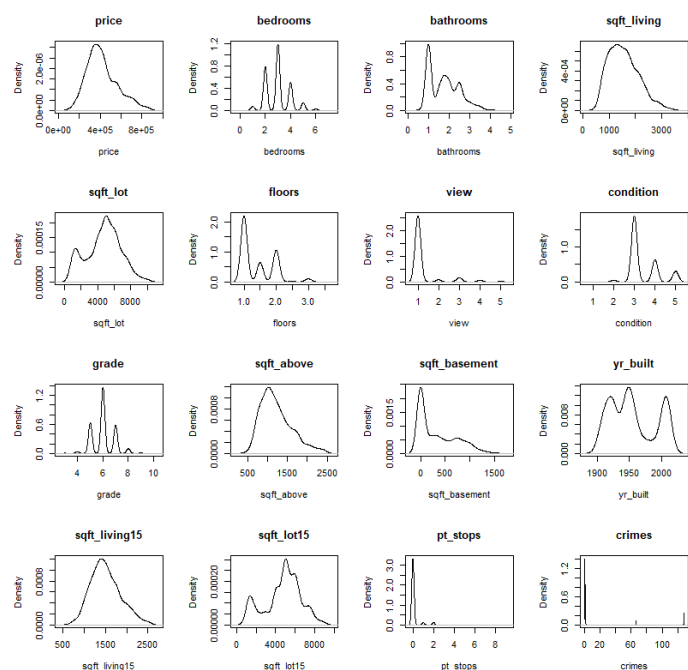 price
bedrooms
bathrooms
sqft_living
Density
0.0e+00 2.0e-06
0e+00 4e+05 8e+05
price
Density
0.0 0.4 0.8 1.2
0 2 4 6
bedrooms
Density
0.0 0.4 0.8
0 1 2 3 4 5
bathrooms
Density
0e+00 4e-04
1000 3000
sqft_living
sqft_lot
floors
view
condition
Density
0.00000 0.00015
0 4000 8000
sqft_lot
Density
0.0 1.0 2.0
1.0 2.0 3.0
floors
Density
0.0 1.0 2.0
1 2 3 4 5
view
Density
0.0 1.0
1 2 3 4 5
condition
grade
sqft_above
sqft_basement
yr_built
Density
0.0 0.6 1.2
4 6 8 10
grade
Density
0.0000 0.0008
500 1500 2500
sqft_above
Density
0.0000 0.0015
0 500 1500
sqft_basement
Density
0.000 0.008
1900 1950 2000
yr_built
sqft_living15
sqft_lot15
pt_stops
crimes
Density
0.0000 0.0008
500 1500 2500
sqft_living15
Density
0.00000 0.00020
0 4000 8000
sqft_lot15
Density
0.0 1.0 2.0 3.0
0 2 4 6 8
pt_stops
Density
0.0 0.6 1.2
0 40 80 120
crimes